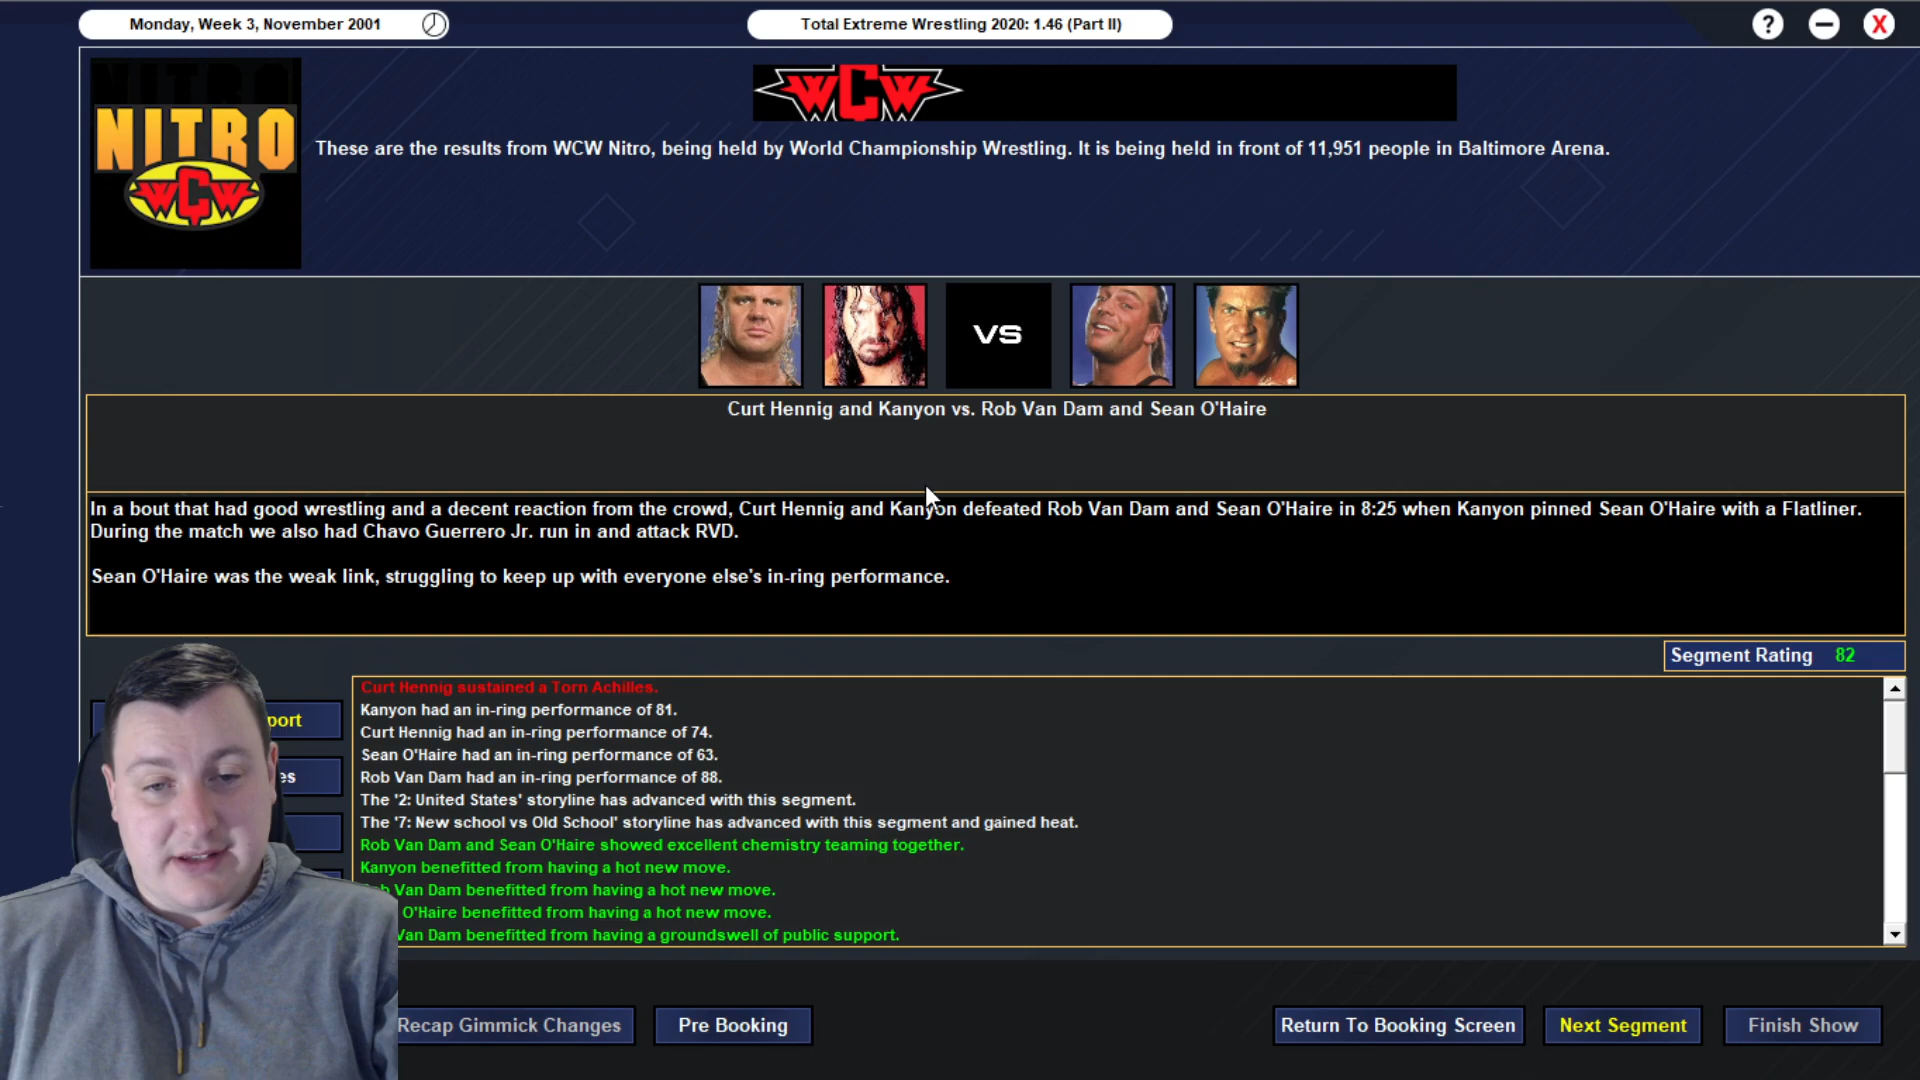 Monday, Week 3, November 2001
Total Extreme Wrestling 2020: 1.46 (Part II)
?
X
NITRO
WCW
WCW
These are the results from WCW Nitro, being held by World Championship Wrestling. It is being held in front of 11,951 people in Baltimore Arena.
VS
Curt Hennig and Kanyon vs. Rob Van Dam and Sean O'Haire
In a bout that had good wrestling and a decent reaction from the crowd, Curt Hennig and Kanyon defeated Rob Van Dam and Sean O'Haire in 8:25 when Kanyon pinned Sean O'Haire with a Flatliner.
During the match we also had Chavo Guerrero Jr. run in and attack RVD.
Sean O'Haire was the weak link, struggling to keep up with everyone else's in-ring performance.
Segment Rating 82
Curt Hennig sustained a Torn Achilles.
Kanyon had an in-ring performance of 81.
Curt Hennig had an in-ring performance of 74.
Sean O'Haire had an in-ring performance of 63.
Rob Van Dam had an in-ring performance of 88.
The '2: United States' storyline has advanced with this segment.
The '7: New school vs Old School' storyline has advanced with this segment and gained heat.
Rob Van Dam and Sean O'Haire showed excellent chemistry teaming together.
Kanyon benefitted from having a hot new move.
Van Dam benefitted from having a hot new move.
O'Haire benefitted from having a hot new move.
Van Dam benefitted from having a groundswell of public support.
Recap Gimmick Changes
Pre Booking
Return To Booking Screen
Next Segment
Finish Show